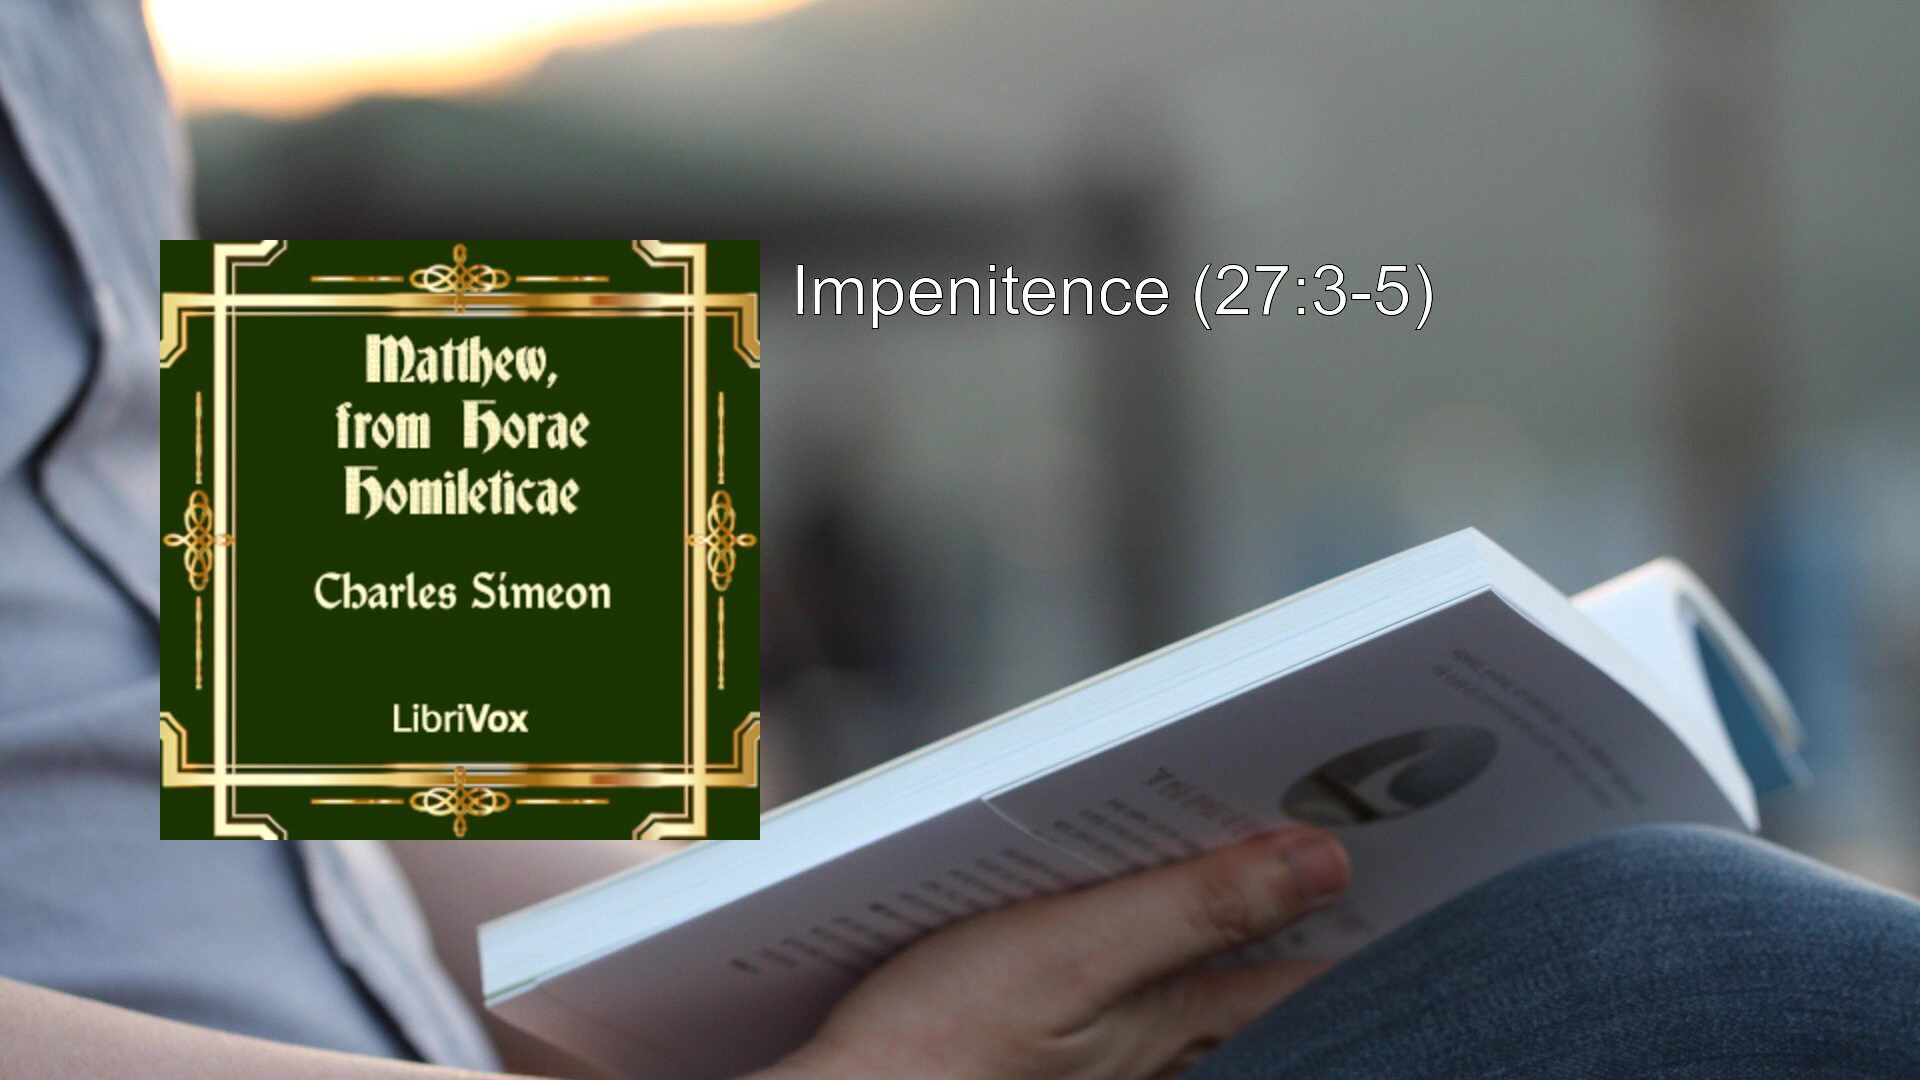 Impenitence (27:3-5)
Matthew,
from Horae
Homileticae
Charles Simeon
LibriVox